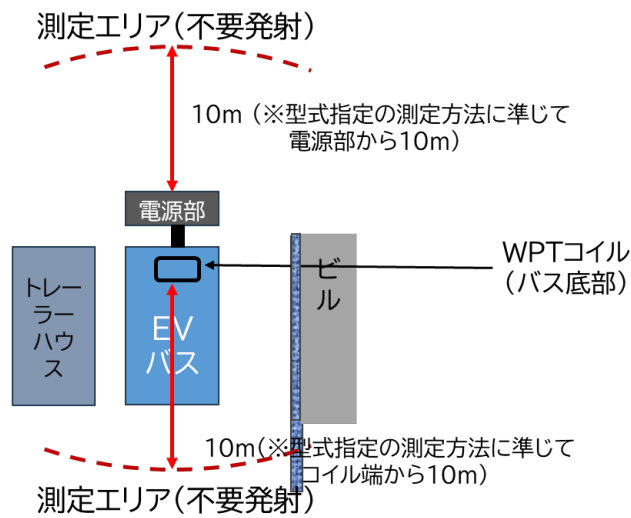 測定エリア(不要発射)
10m (※型式指定の測定方法に準じて
電源部から10m)
電源部
WPTコイル
(バス底部)
トレー
ラー
ハウ
ス
EV
バス
ビ
ル
10m(※型式指定の測定方法に準じて
コイル端から10m)
測定エリア(不要発射)